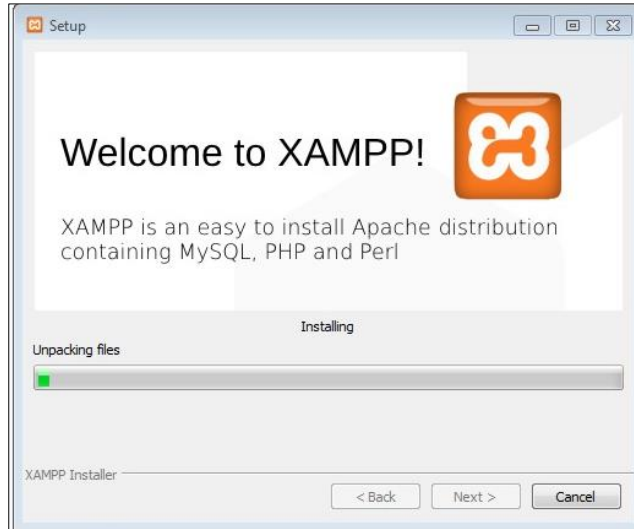 Setup
Welcome to XAMPP!
XAMPP is an easy to install Apache distribution
containing MySQL, PHP and Perl
Installing
Unpacking files
XAMPP Installer
< Back
Next >
Cancel